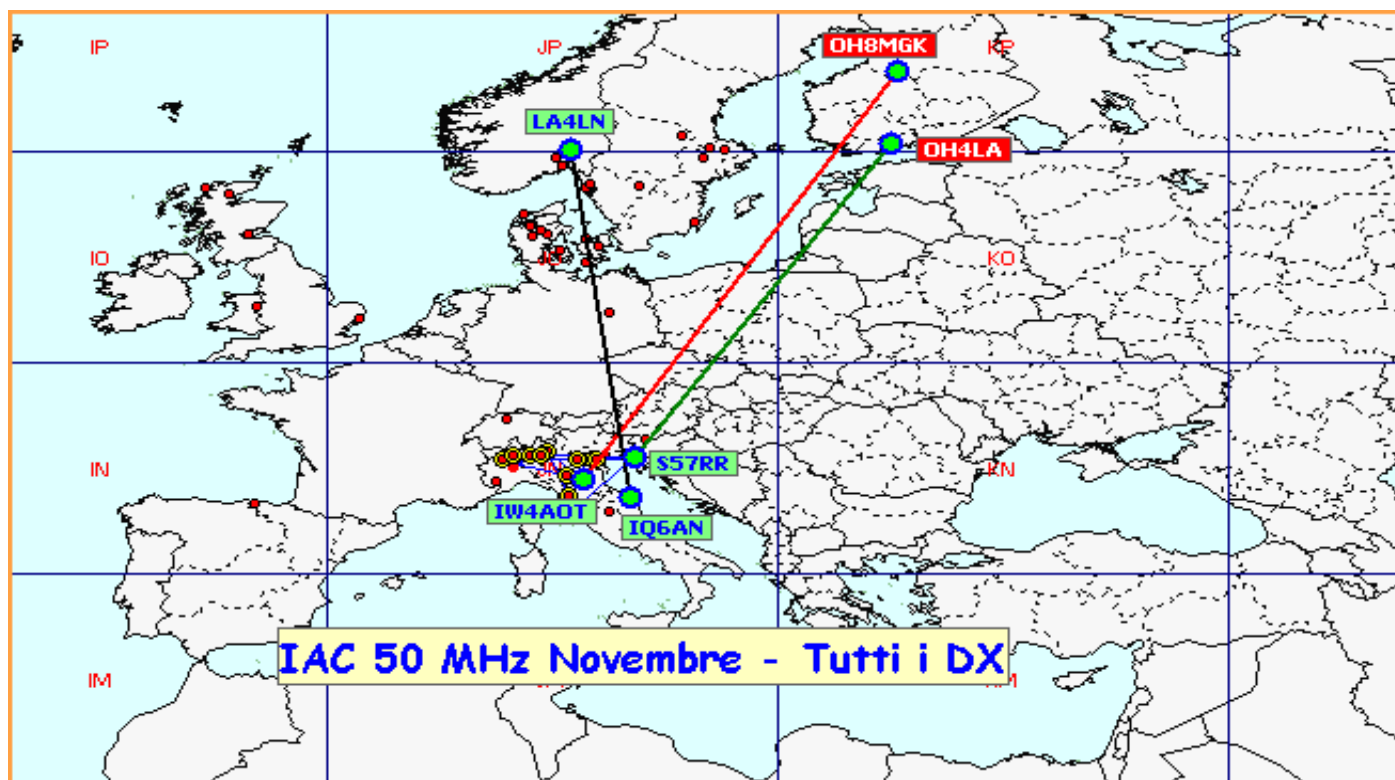 IP
JP
OH8MGK
KP
LA4LN
OH4LA
IO
JO
KO
IN
JN
S57RR
KN
IW4AOT
IQ6AN
IAC 50 MHz Novembre - Tutti i DX
IM